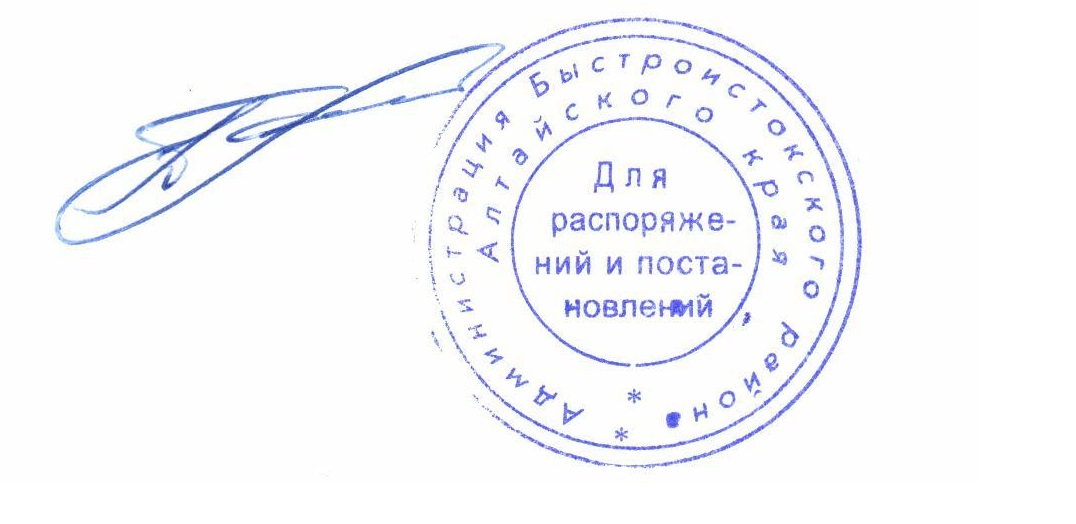 Администрация Быстроистокского района
Алтайского края
Для
распоряже-
ний и поста-
новлений
*
*